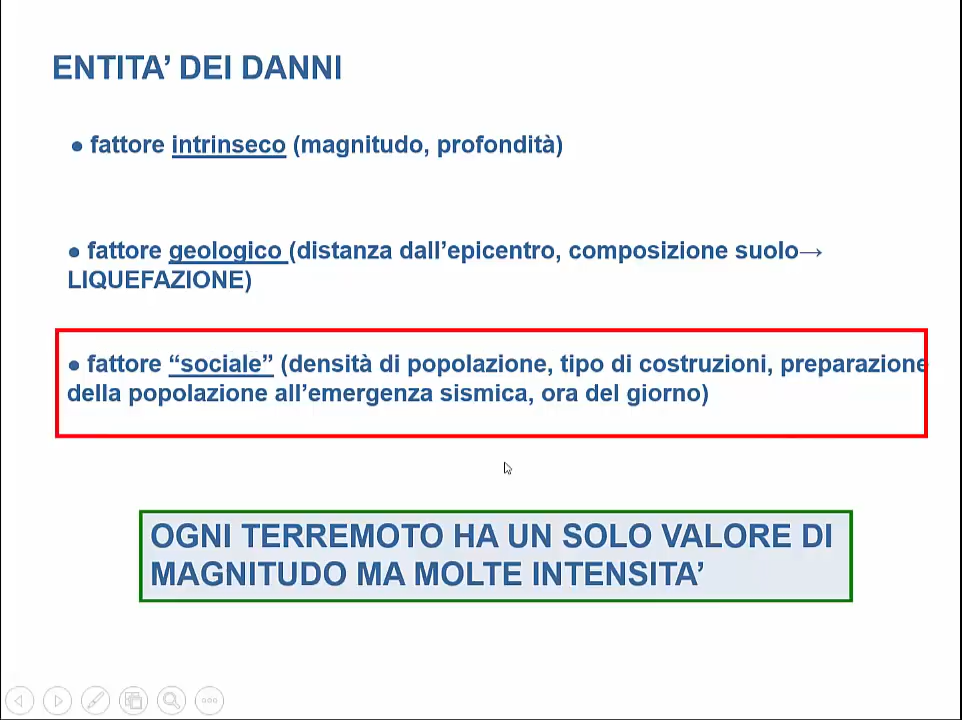 ENTITA’ DEI DANNI
● fattore intrinseco (magnitudo, profondità)
● fattore geologico (distanza dall’epicentro, composizione suolo→
LIQUEFAZIONE)
● fattore “sociale” (densità di popolazione, tipo di costruzioni, preparazione
della popolazione all’emergenza sismica, ora del giorno)
OGNI TERREMOTO HA UN SOLO VALORE DI
MAGNITUDO MA MOLTE INTENSITA’